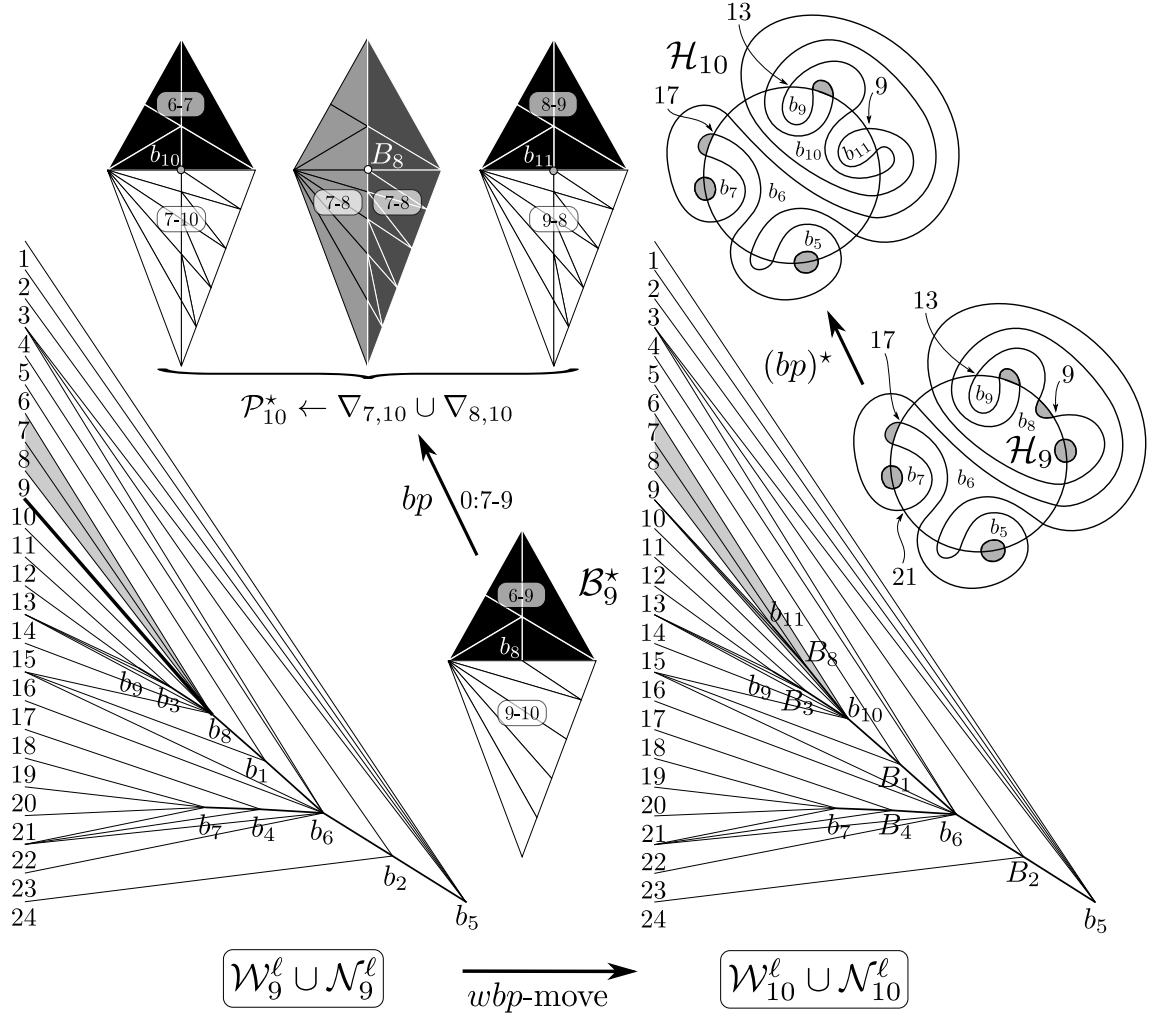 6-7
b₁₀
7-10
B₈
7-8
7-8
8-9
b₁₁
9-8
𝒫⋆₁₀ ← ∇₇,₁₀ ∪ ∇₈,₁₀
bp
0:7-9
6-9
ℬ⋆₉
b₈
9-10
ℋ₁₀
13
17
9
b₉
b₁₀
b₁₁
b₇
b₆
b₅
(bp)⋆
13
17
9
b₉
b₈
ℋ₉
b₇
b₆
b₅
21
1
2
3
4
5
6
7
8
9
10
11
12
13
14
15
16
17
18
19
20
21
22
23
24
b₉
b₃
b₈
b₁
b₇
b₄
b₆
b₂
b₅
1
2
3
4
5
6
7
8
9
10
11
12
13
14
15
16
17
18
19
20
21
22
23
24
b₁₁
B₈
b₉
B₃
b₁₀
B₁
b₇
B₄
b₆
B₂
b₅
𝒲ˡ₉ ∪ 𝒩ˡ₉
wbp-move
𝒲ˡ₁₀ ∪ 𝒩ˡ₁₀